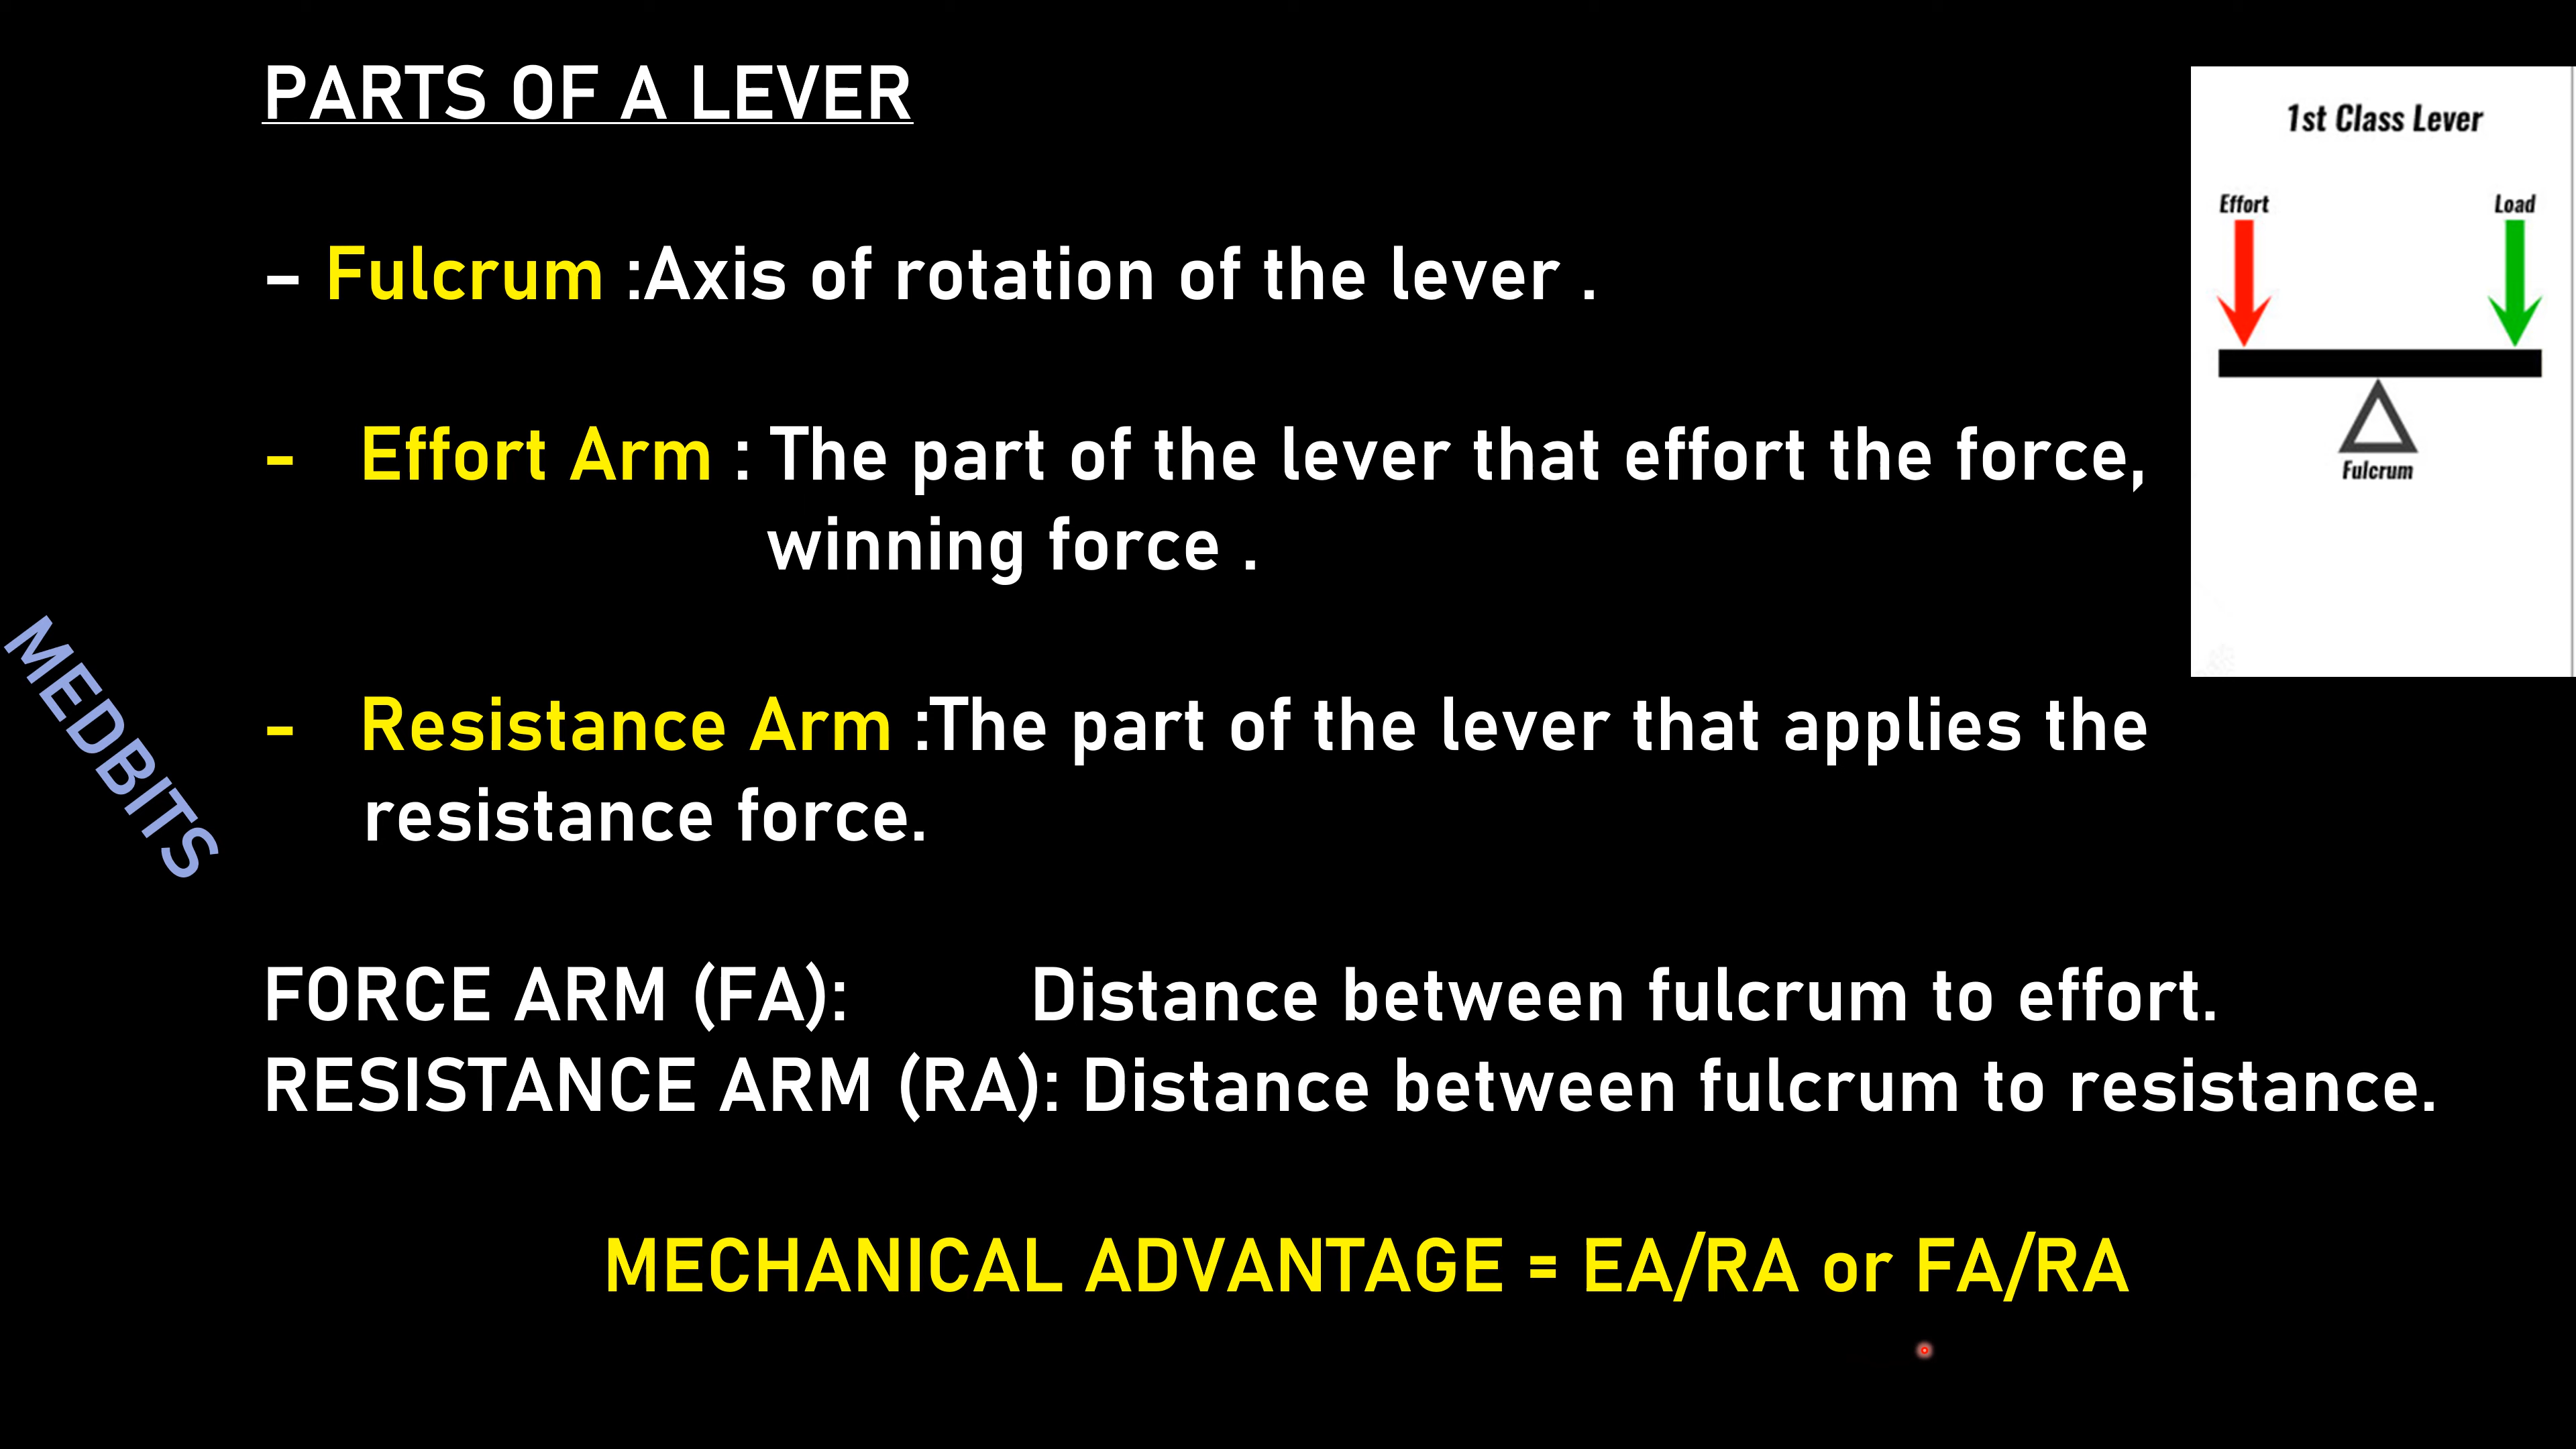 PARTS OF A LEVER
– Fulcrum :Axis of rotation of the lever .
- Effort Arm : The part of the lever that effort the force,
winning force .
- Resistance Arm :The part of the lever that applies the
resistance force.
FORCE ARM (FA): Distance between fulcrum to effort.
RESISTANCE ARM (RA): Distance between fulcrum to resistance.
MECHANICAL ADVANTAGE = EA/RA or FA/RA
MEDBITS
1st Class Lever
Effort Load
Fulcrum